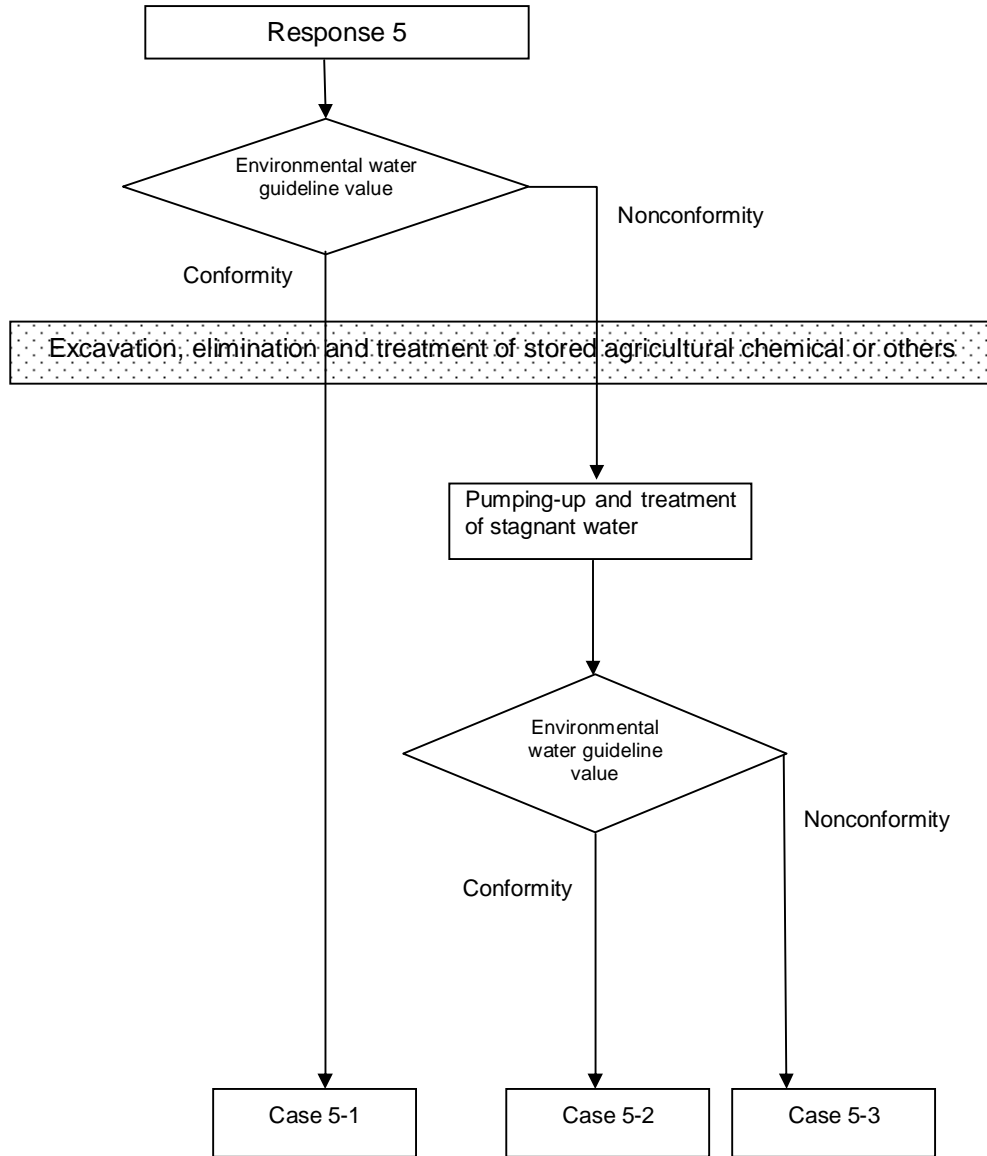 Response 5
Environmental water
guideline value
Nonconformity
Conformity
Excavation, elimination and treatment of stored agricultural chemical or others
Pumping-up and treatment
of stagnant water
Environmental
water guideline
value
Nonconformity
Conformity
Case 5-1
Case 5-2
Case 5-3